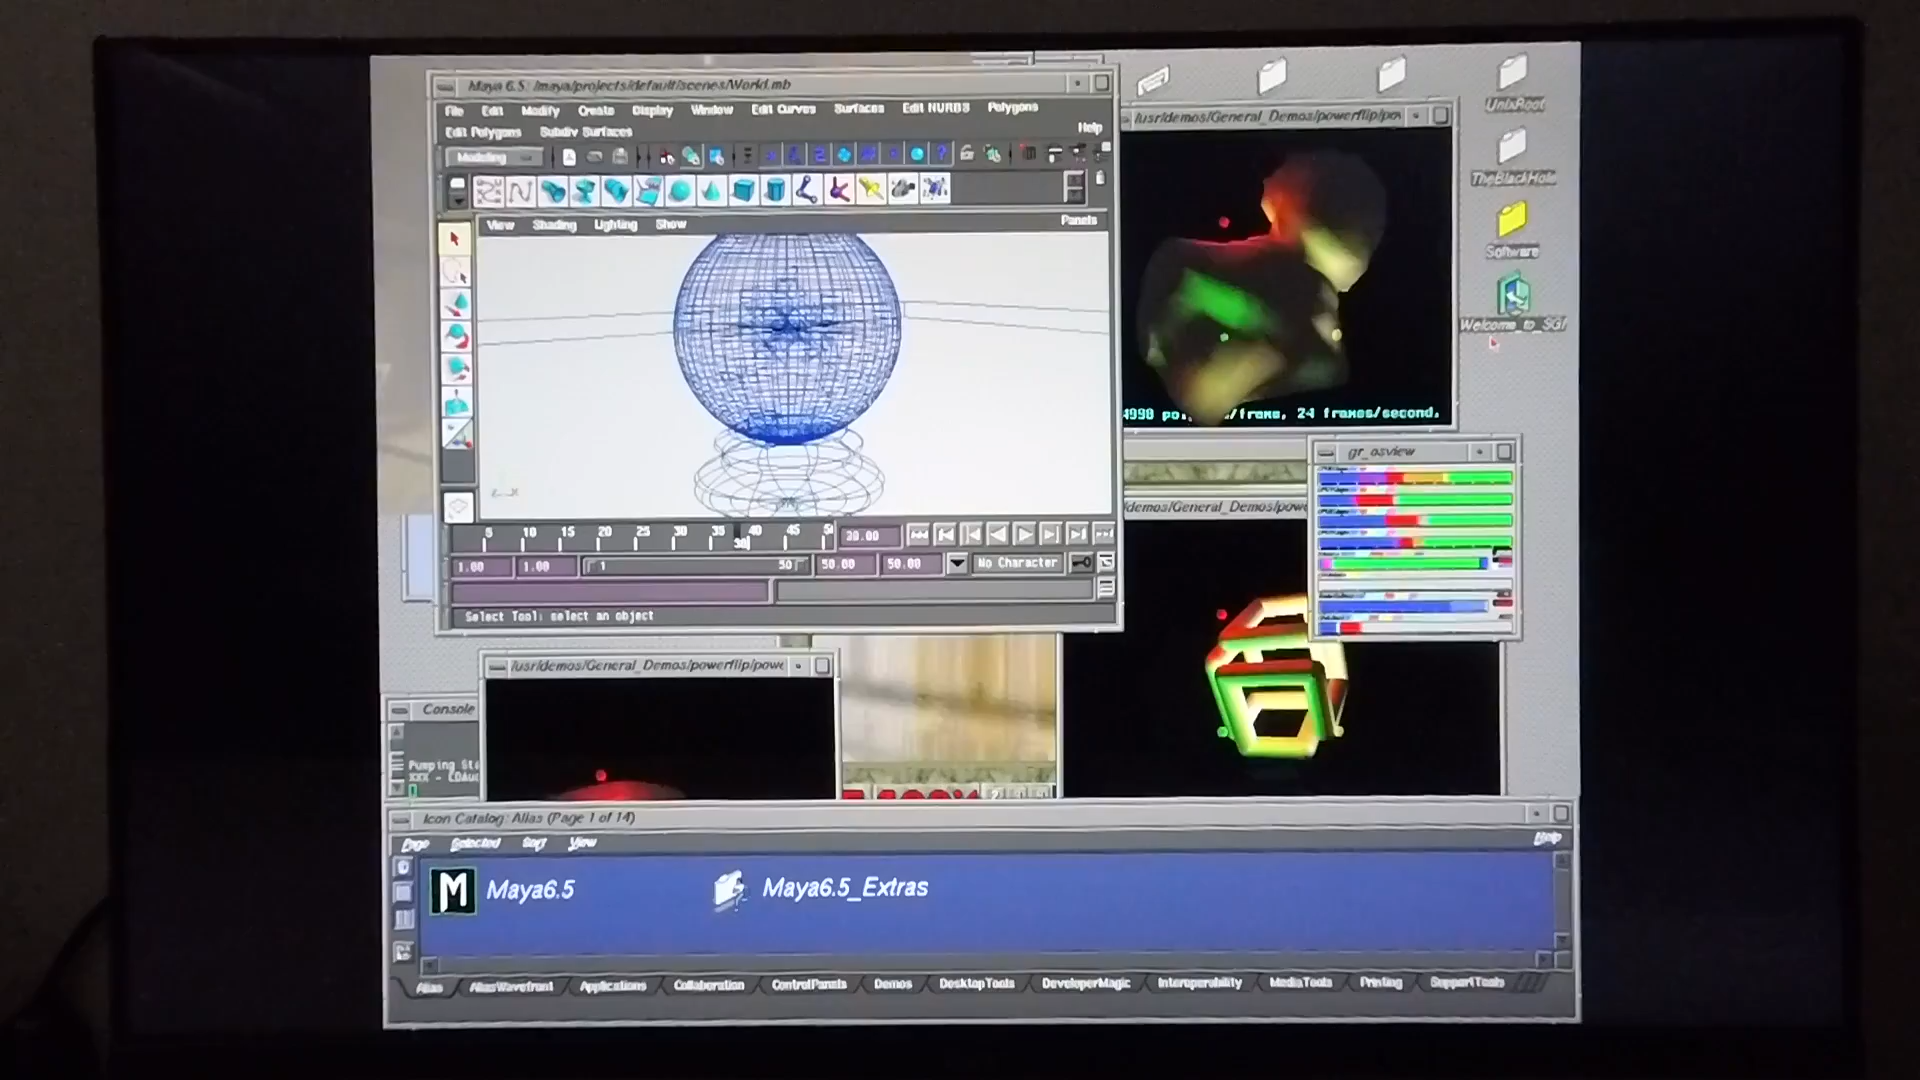 Maya 6.5: /maya/projects/default/scenes/World.mb
File Edit Modify Create Display Window Edit Curves Surfaces Edit NURBS Polygons
Edit Polygons Subdiv Surfaces Help
Modeling
View Shading Lighting Show Panels
5 10 15 20 25 30 35 40 45
1.00 1.00 1 50 50.00 50.00 No Character
Select Tool: select an object
/usr/demos/General_Demos/powerflip/pow
/frame, 24 frames/second.
UnixRoot
TheBlackHole
Software
Welcome_to_SGI
gr_osview
/demos/General_Demos/powe
/usr/demos/General_Demos/powerflip/powe
Console
Pumping
Icon Catalog: Alias (Page 1 of 14)
Page Selected Sort View Help
M Maya6.5 Maya6.5_Extras
Alias AliasWavefront Applications Collaboration ControlPanels Demos DesktopTools DeveloperMagic Interoperability MediaTools Printing SupportTools